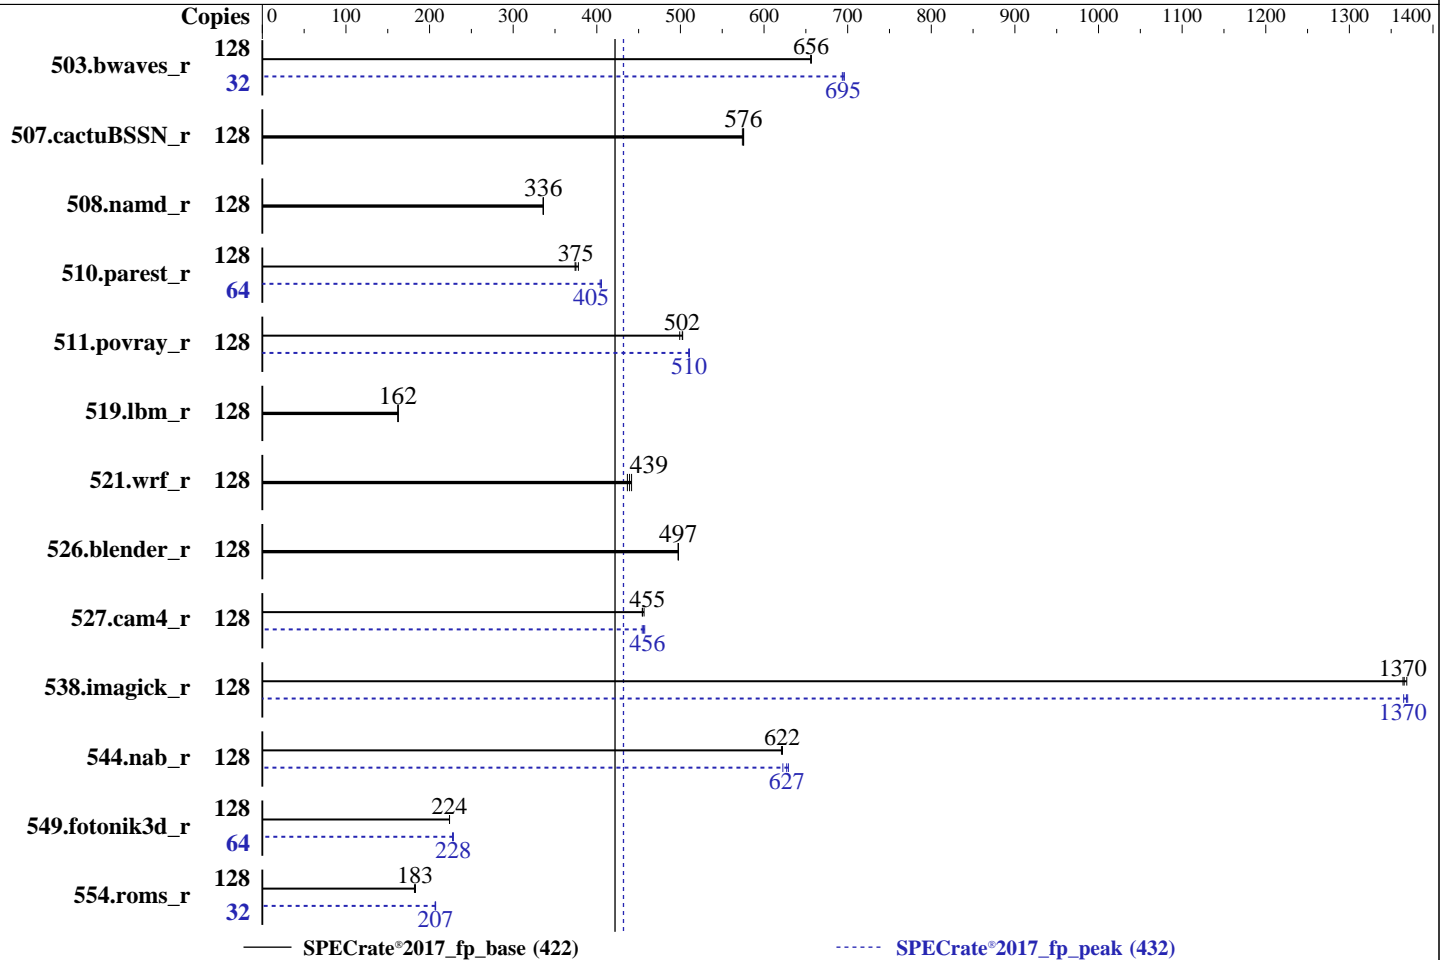 Copies 0 100 200 300 400 500 600 700 800 900 1000 1100 1200 1300 1400
503.bwaves_r 128 656
32 695
507.cactuBSSN_r 128 576
508.namd_r 128 336
510.parest_r 128 375
64 405
511.povray_r 128 502
510
519.lbm_r 128 162
521.wrf_r 128 439
526.blender_r 128 497
527.cam4_r 128 455
456
538.imagick_r 128 1370
1370
544.nab_r 128 622
627
549.fotonik3d_r 128 224
64 228
554.roms_r 128 183
32 207
SPECrate®2017_fp_base (422) SPECrate®2017_fp_peak (432)